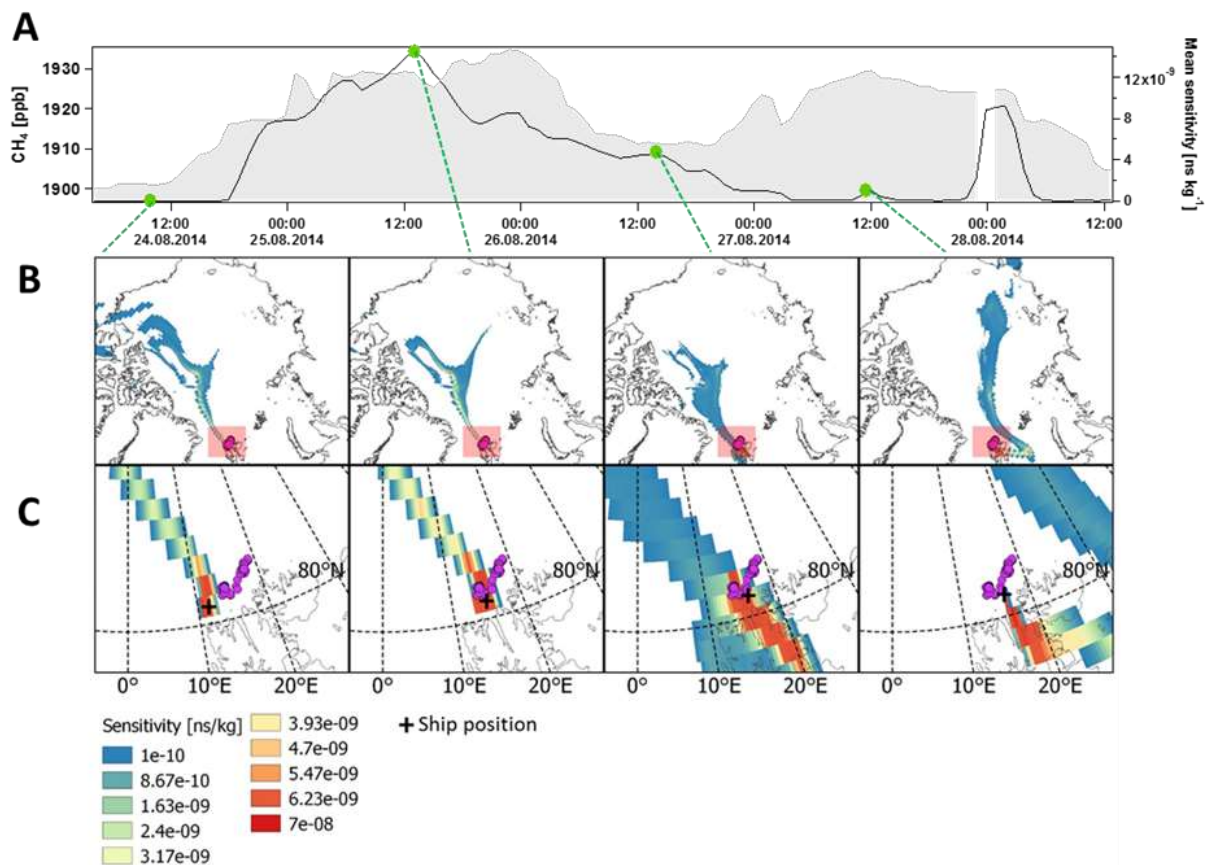 A
CH4 [ppb]
1930
1920
1910
1900
12x10-9
8
4
0
Mean sensitivity [ns kg-1]
12:00 00:00 12:00 00:00 12:00 00:00 12:00 00:00 12:00
24.08.2014 25.08.2014 26.08.2014 27.08.2014 28.08.2014
B
C
80°N 80°N 80°N 80°N
0° 10°E 20°E 0° 10°E 20°E 0° 10°E 20°E 0° 10°E 20°E
Sensitivity [ns/kg]
1e-10
8.67e-10
1.63e-09
2.4e-09
3.17e-09
3.93e-09
4.7e-09
5.47e-09
6.23e-09
7e-08
+ Ship position